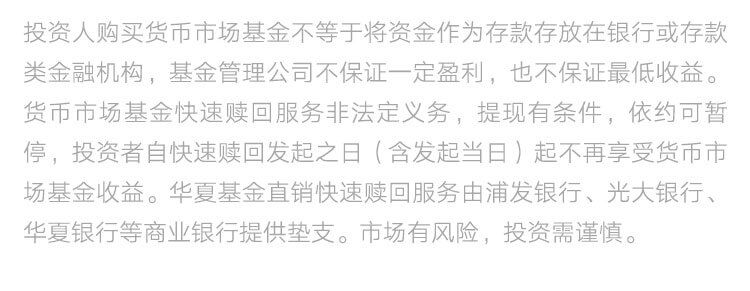 投资人购买货币市场基金不等于将资金作为存款存放在银行或存款
类金融机构，基金管理公司不保证一定盈利，也不保证最低收益。
货币市场基金快速赎回服务非法定义务，提现有条件，依约可暂
停，投资者自快速赎回发起之日（含发起当日）起不再享受货币市
场基金收益。华夏基金直销快速赎回服务由浦发银行、光大银行、
华夏银行等商业银行提供垫支。市场有风险，投资需谨慎。